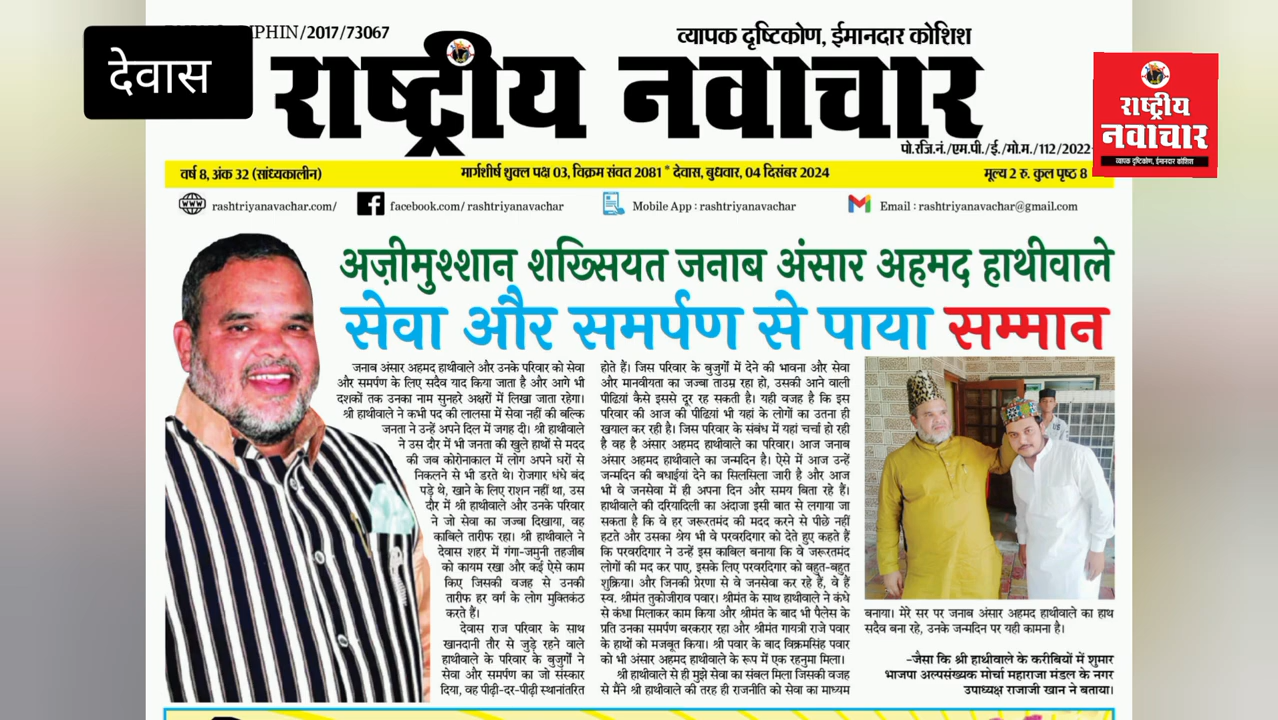 देवास
/2017/73067
व्यापक दृष्टिकोण, ईमानदार कोशिश
राष्ट्रीय नवाचार
राष्ट्रीय
नवाचार
व्यापक दृष्टिकोण, ईमानदार कोशिश
पो.रजि.नं./एम.पी./ई./मो.म./112/2022-
वर्ष 8, अंक 32 (सांध्यकालीन)
मार्गशीर्ष शुक्ल पक्ष 03, विक्रम संवत 2081 * देवास, बुधवार, 04 दिसंबर 2024
मूल्य 2 रु. कुल पृष्ठ 8
rashtriyanavachar.com/
facebook.com/ rashtriyanavachar
Mobile App : rashtriyanavachar
Email : rashtriyanavachar@gmail.com
अज़ीमुश्शान शख्सियत जनाब अंसार अहमद हाथीवाले
सेवा और समर्पण से पाया सम्मान
जनाब अंसार अहमद हाथीवाले और उनके परिवार को सेवा
और समर्पण के लिए सदैव याद किया जाता है और आगे भी
दशकों तक उनका नाम सुनहरे अक्षरों में लिखा जाता रहेगा।
श्री हाथीवाले ने कभी पद की लालसा में सेवा नहीं की बल्कि
जनता ने उन्हें अपने दिल में जगह दी। श्री हाथीवाले
ने उस दौर में भी जनता की खुले हाथों से मदद
की जब कोरोनाकाल में लोग अपने घरों से
निकलने से भी डरते थे। रोजगार धंधे बंद
पड़े थे, खाने के लिए राशन नहीं था, उस
दौर में श्री हाथीवाले और उनके परिवार
ने जो सेवा का जज्बा दिखाया, वह
काबिले तारीफ रहा। श्री हाथीवाले ने
देवास शहर में गंगा-जमुनी तहजीब
को कायम रखा और कई ऐसे काम
किए जिसकी वजह से उनकी
तारीफ हर वर्ग के लोग मुक्तिकंठ
करते हैं।
देवास राज परिवार के साथ
खानदानी तौर से जुड़े रहने वाले
हाथीवाले के परिवार के बुजुर्गों ने
सेवा और समर्पण का जो संस्कार
दिया, वह पीढ़ी-दर-पीढ़ी स्थानांतरित
होते हैं। जिस परिवार के बुजुर्गों में देने की भावना और सेवा
और मानवीयता का जज्बा ताउम्र रहा हो, उसकी आने वाली
पीढिय़ां कैसे इससे दूर रह सकती है। यही वजह है कि इस
परिवार की आज की पीढिय़ां भी यहां के लोगों का उतना ही
खयाल कर रही है। जिस परिवार के संबंध में यहां चर्चा हो रही
है वह है अंसार अहमद हाथीवाले का परिवार। आज जनाब
अंसार अहमद हाथीवाले का जन्मदिन है। ऐसे में आज उन्हें
जन्मदिन की बधाईयां देने का सिलसिला जारी है और आज
भी वे जनसेवा में ही अपना दिन और समय बिता रहे हैं।
हाथीवाले की दरियादिली का अंदाजा इसी बात से लगाया जा
सकता है कि वे हर जरूरतमंद की मदद करने से पीछे नहीं
हटते और उसका श्रेय भी वे परवरदिगार को देते हुए कहते हैं
कि परवरदिगार ने उन्हें इस काबिल बनाया कि वे जरूरतमंद
लोगों की मद कर पाए, इसके लिए परवरदिगार को बहुत-बहुत
शुक्रिया। और जिनकी प्रेरणा से वे जनसेवा कर रहे हैं, वे हैं
स्व. श्रीमंत तुकोजीराव पवार। श्रीमंत के साथ हाथीवाले ने कंधे
से कंधा मिलाकर काम किया और श्रीमंत के बाद भी पैलेस के
प्रति उनका समर्पण बरकरार रहा और श्रीमंत गायत्री राजे पवार
के हाथों को मजबूत किया। श्री पवार के बाद विक्रमसिंह पवार
को भी अंसार अहमद हाथीवाले के रूप में एक रहनुमा मिला।
श्री हाथीवाले से ही मुझे सेवा का संबल मिला जिसकी वजह
से मैंने श्री हाथीवाले की तरह ही राजनीति को सेवा का माध्यम
बनाया। मेरे सर पर जनाब अंसार अहमद हाथीवाले का हाथ
सदैव बना रहे, उनके जन्मदिन पर यही कामना है।
-जैसा कि श्री हाथीवाले के करीबियों में शुमार
भाजपा अल्पसंख्यक मोर्चा महाराजा मंडल के नगर
उपाध्यक्ष राजाजी खान ने बताया।